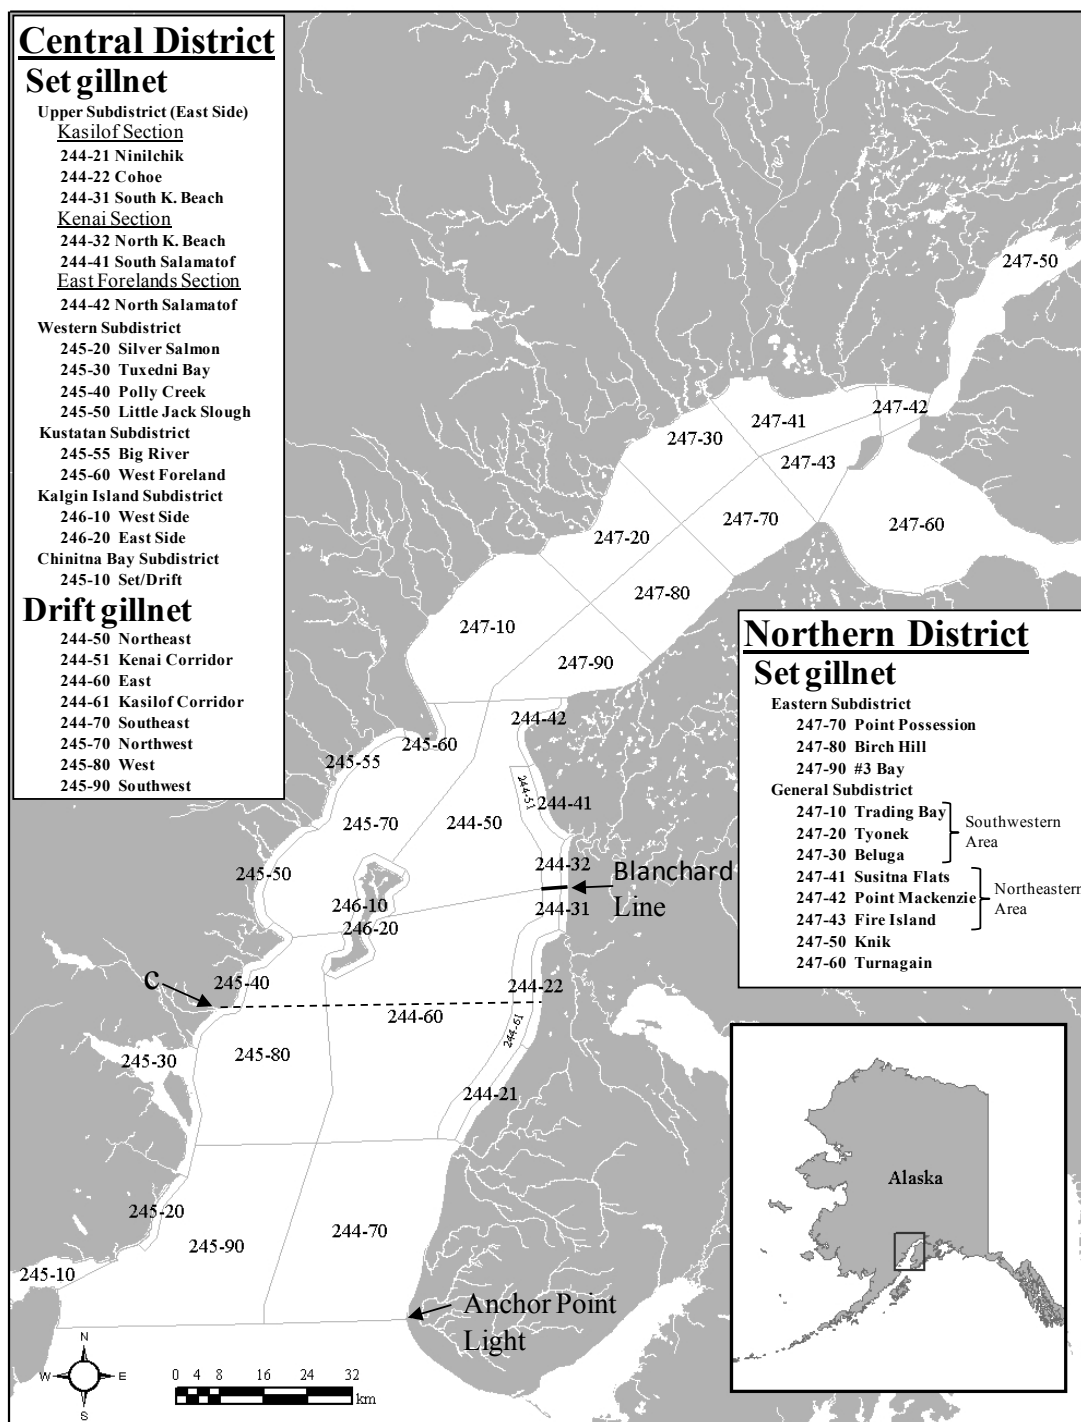 Central District
Set gillnet
Upper Subdistrict (East Side)
Kasilof Section
244-21 Ninilchik
244-22 Cohoe
244-31 South K. Beach
Kenai Section
244-32 North K. Beach
244-41 South Salamatof
East Forelands Section
244-42 North Salamatof
Western Subdistrict
245-20 Silver Salmon
245-30 Tuxedni Bay
245-40 Polly Creek
245-50 Little Jack Slough
Kustatan Subdistrict
245-55 Big River
245-60 West Foreland
Kalgin Island Subdistrict
246-10 West Side
246-20 East Side
Chinitna Bay Subdistrict
245-10 Set/Drift
Drift gillnet
244-50 Northeast
244-51 Kenai Corridor
244-60 East
244-61 Kasilof Corridor
244-70 Southeast
245-70 Northwest
245-80 West
245-90 Southwest
247-50
247-42
247-41
247-30
247-43
247-70
247-60
247-20
247-80
247-10
247-90
Northern District
Set gillnet
Eastern Subdistrict
247-70 Point Possession
247-80 Birch Hill
247-90 #3 Bay
General Subdistrict
247-10 Trading Bay
247-20 Tyonek
247-30 Beluga
Southwestern
Area
247-41 Susitna Flats
247-42 Point Mackenzie
247-43 Fire Island
Northeastern
Area
247-50 Knik
247-60 Turnagain
244-42
245-60
245-55
244-51
244-41
245-70
244-50
244-32
Blanchard
Line
245-50
246-10
244-31
246-20
C
245-40
244-22
244-60
244-61
245-80
245-30
244-21
245-20
244-70
245-90
245-10
Anchor Point
Light
Alaska
N
W
E
S
0 4 8 16 24 32
km